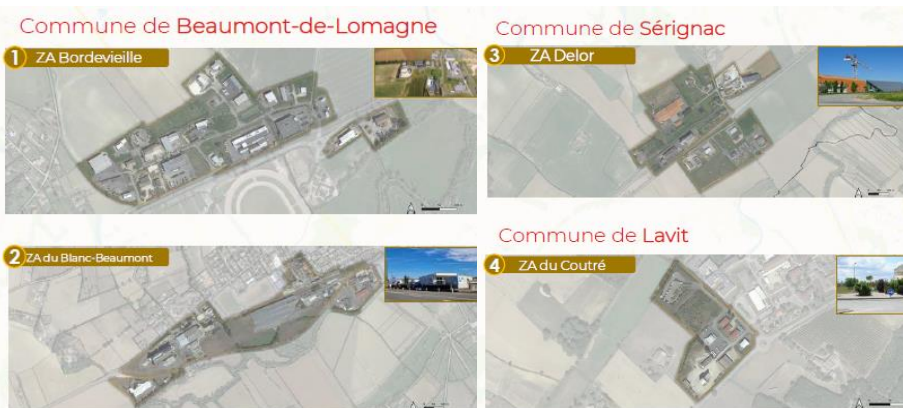 Commune de Beaumont-de-Lomagne
1 ZA Bordevieille
2 ZA du Blanc-Beaumont
Commune de Sérignac
3 ZA Delor
Commune de Lavit
4 ZA du Coutré